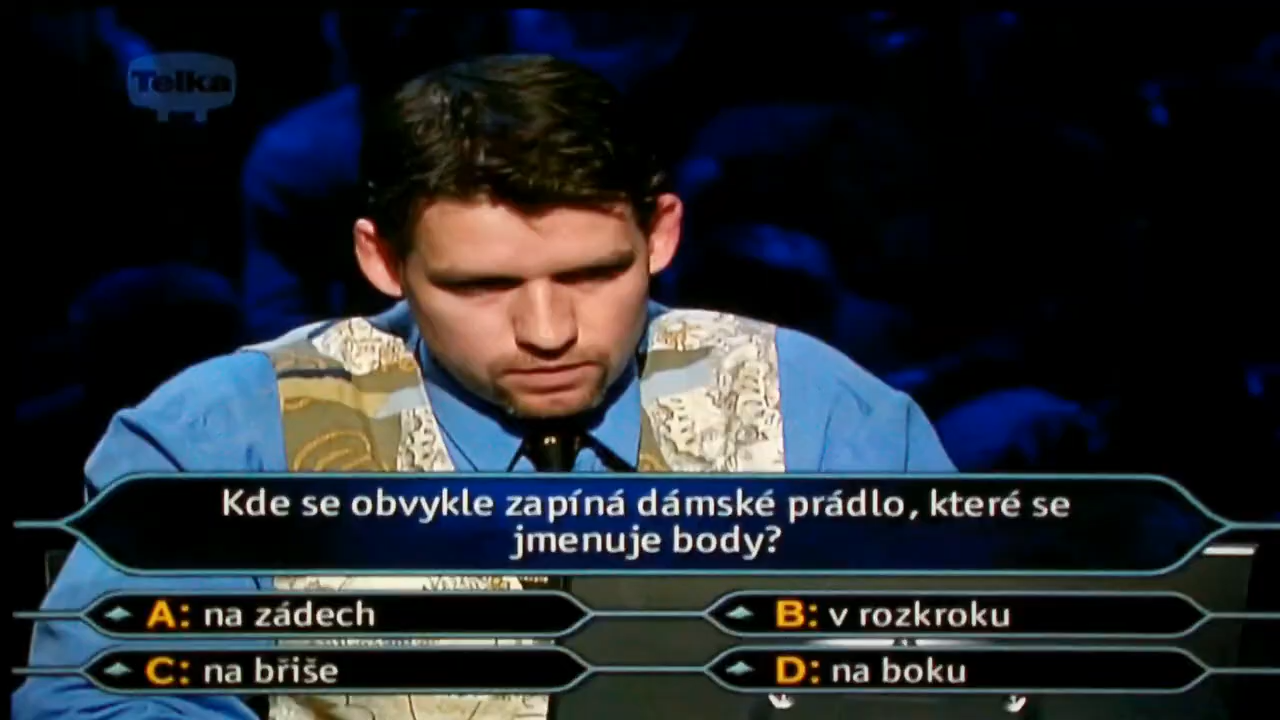 Telka
Kde se obvykle zapíná dámské prádlo, které se
jmenuje body?
A: na zádech
B: v rozkroku
C: na břiše
D: na boku